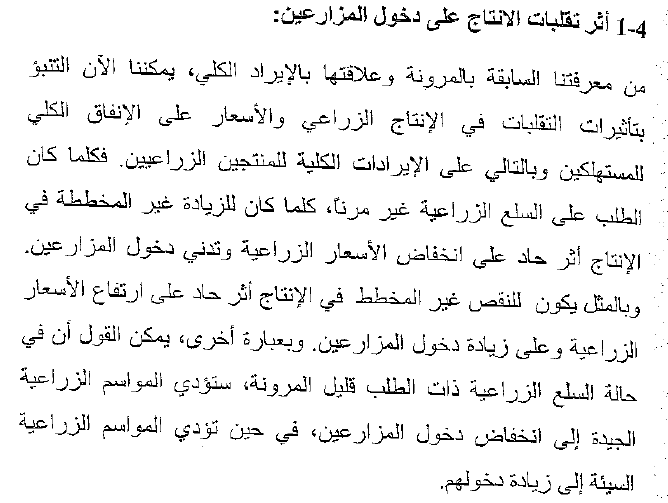 1-4 أثر تقلبات الانتاج على دخول المزارعين:
من معرفتنا السابقة بالمرونة وعلاقتها بالإيراد الكلي، يمكننا الآن التنبؤ
بتأثيرات التقلبات في الإنتاج الزراعي والأسعار على الإنفاق الكلي
للمستهلكين وبالتالي على الإيرادات الكلية للمنتجين الزراعيين. فكلما كان
الطلب على السلع الزراعية غير مرناً، كلما كان للزيادة غير المخططة في
الإنتاج أثر حاد على انخفاض الأسعار الزراعية وتدني دخول المزارعين.
وبالمثل يكون للنقص غير المخطط في الإنتاج أثر حاد على ارتفاع الأسعار
الزراعية وعلى زيادة دخول المزارعين. وبعبارة أخرى، يمكن القول أن في
حالة السلع الزراعية ذات الطلب قليل المرونة، ستؤدي المواسم الزراعية
الجيدة إلى انخفاض دخول المزارعين، في حين تؤدي المواسم الزراعية
السيئة إلى زيادة دخولهم.